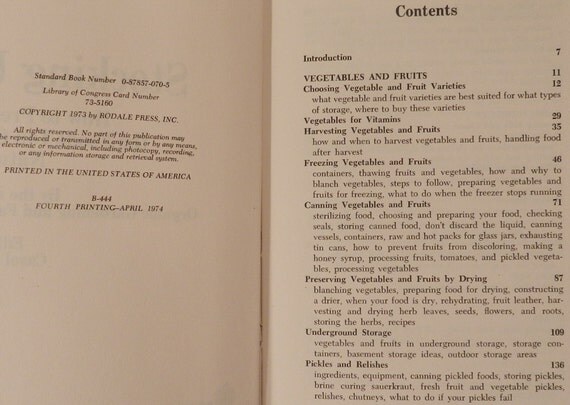 Standard Book Number 0-87857-070-5
Library of Congress Card Number
73-5160
COPYRIGHT 1973 by RODALE PRESS, INC.
All rights reserved. No part of this publication may
be reproduced or transmitted in any form or by any means,
electronic or mechanical, including photocopy, recording,
or any information storage and retrieval system.
PRINTED IN THE UNITED STATES OF AMERICA
B-444
FOURTH PRINTING-APRIL 1974
Contents
Introduction 7
VEGETABLES AND FRUITS 11
Choosing Vegetable and Fruit Varieties 12
what vegetable and fruit varieties are best suited for what types
of storage, where to buy these varieties
Vegetables for Vitamins 29
Harvesting Vegetables and Fruits 35
how and when to harvest vegetables and fruits, handling food
after harvest
Freezing Vegetables and Fruits 46
containers, thawing fruits and vegetables, how and why to
blanch vegetables, steps to follow, preparing vegetables and
fruits for freezing, what to do when the freezer stops running
Canning Vegetables and Fruits 71
sterilizing food, choosing and preparing your food, checking
seals, storing canned food, don't discard the liquid, canning
vessels, containers, raw and hot packs for glass jars, exhausting
tin cans, how to prevent fruits from discoloring, making a
honey syrup, processing fruits, tomatoes, and pickled vegeta-
bles, processing vegetables
Preserving Vegetables and Fruits by Drying 87
blanching vegetables, preparing food for drying, constructing
a drier, when your food is dry, rehydrating, fruit leather, har-
vesting and drying herb leaves, seeds, flowers, and roots,
storing the herbs, recipes
Underground Storage 109
vegetables and fruits in underground storage, storage con-
tainers, basement storage ideas, outdoor storage areas
Pickles and Relishes 136
ingredients, equipment, canning pickled foods, storing pickles,
brine curing sauerkraut, fresh fruit and vegetable pickles,
relishes, chutneys, what to do if your pickles fail